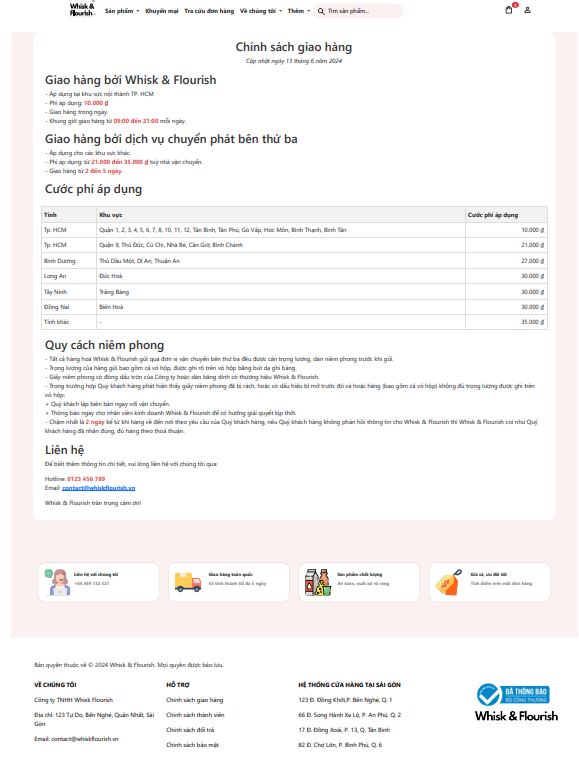 Whisk &
Flourish
Sản phẩm Khuyến mại Tra cứu đơn hàng Về chúng tôi Thêm Tìm sản phẩm...
Chính sách giao hàng
Cập nhật ngày 13 tháng 6 năm 2024
Giao hàng bởi Whisk & Flourish
- Áp dụng tại khu vực nội thành TP. HCM
- Phí áp dụng: 10.000 ₫
- Giao hàng trong ngày.
- Khung giờ giao hàng từ 09:00 đến 21:00 mỗi ngày.
Giao hàng bởi dịch vụ chuyển phát bên thứ ba
- Áp dụng cho các khu vực khác.
- Phí áp dụng: từ 21.000 đến 35.000 ₫ tuỳ nhà vận chuyển.
- Giao hàng từ 2 đến 5 ngày.
Cước phí áp dụng
Tỉnh Khu vực Cước phí áp dụng
Tp. HCM Quận 1, 2, 3, 4, 5, 6, 7, 8, 10, 11, 12, Tân Bình, Tân Phú, Gò Vấp, Hóc Môn, Bình Thạnh, Bình Tân 10.000 ₫
Tp. HCM Quận 9, Thủ Đức, Củ Chi, Nhà Bè, Cần Giờ, Bình Chánh 21.000 ₫
Bình Dương Thủ Dầu Một, Dĩ An, Thuận An 27.000 ₫
Long An Đức Hoà 30.000 ₫
Tây Ninh Trảng Bàng 30.000 ₫
Đồng Nai Biên Hoà 30.000 ₫
Tỉnh khác - 35.000 ₫
Quy cách niêm phong
- Tất cả hàng hoá Whisk & Flourish gửi qua đơn vị vận chuyển bên thứ ba đều được cân trọng lượng, dán niêm phong trước khi gửi.
- Trọng lượng của hàng gửi bao gồm cả vỏ hộp, được ghi rõ trên vỏ hộp bằng bút dạ ghi bảng.
- Giấy niêm phong có đóng dấu tròn của Công ty hoặc dán băng dính có thương hiệu Whisk & Flourish.
- Trong trường hợp Quý khách hàng phát hiện thấy giấy niêm phong đã bị rách, hoặc có dấu hiệu bị mở trước đó và hoặc hàng (bao gồm cả vỏ hộp) không đủ trọng lượng được ghi trên
vỏ hộp:
+ Quý khách lập biên bản ngay với vận chuyển.
+ Thông báo ngay cho nhân viên kinh doanh Whisk & Flourish để có hướng giải quyết kịp thời.
- Chậm nhất là 2 ngày kể từ khi hàng về đến nơi theo yêu cầu của Quý khách hàng, nếu Quý khách hàng không phản hồi thông tin cho Whisk & Flourish thì Whisk & Flourish coi như Quý
khách hàng đã nhận đúng, đủ hàng theo thoả thuận.
Liên hệ
Để biết thêm thông tin chi tiết, vui lòng liên hệ với chúng tôi qua:
Hotline: 0123 456 789
Email: contact@whiskflourish.vn
Whisk & Flourish trân trọng cảm ơn!
Liên hệ với chúng tôi
+84 569 132 321
Giao hàng toàn quốc
63 tỉnh thành tối đa 5 ngày
Sản phẩm chất lượng
An toàn, xuất xứ rõ ràng
Giá cả, ưu đãi tốt
Tích điểm trên mỗi đơn hàng
Bản quyền thuộc về © 2024 Whisk & Flourish. Mọi quyền được bảo lưu.
VỀ CHÚNG TÔI
Công ty TNHH Whisk Flourish
Địa chỉ: 123 Tự Do, Bến Nghé, Quận Nhất, Sài
Gòn
Email: contact@whiskflourish.vn
HỖ TRỢ
Chính sách giao hàng
Chính sách thành viên
Chính sách đổi trả
Chính sách bảo mật
HỆ THỐNG CỬA HÀNG TẠI SÀI GÒN
123 Đ. Đồng Khởi,P. Bến Nghé, Q. 1
66 Đ. Song Hành Xa Lộ, P. An Phú, Q. 2
17 Đ. Đồng Xoài, P. 13, Q. Tân Bình
82 Đ. Chợ Lớn, P. Bình Phú, Q. 6
ĐÃ THÔNG BÁO
BỘ CÔNG THƯƠNG
Whisk & Flourish